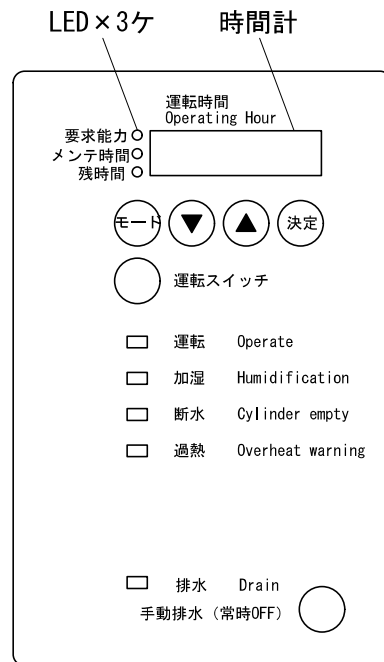 LED×3ケ 時間計
運転時間
Operating Hour
要求能力
メンテ時間
残時間
モード ▼ ▲ 決定
運転スイッチ
運転 Operate
加湿 Humidification
断水 Cylinder empty
過熱 Overheat warning
排水 Drain
手動排水(常時OFF)